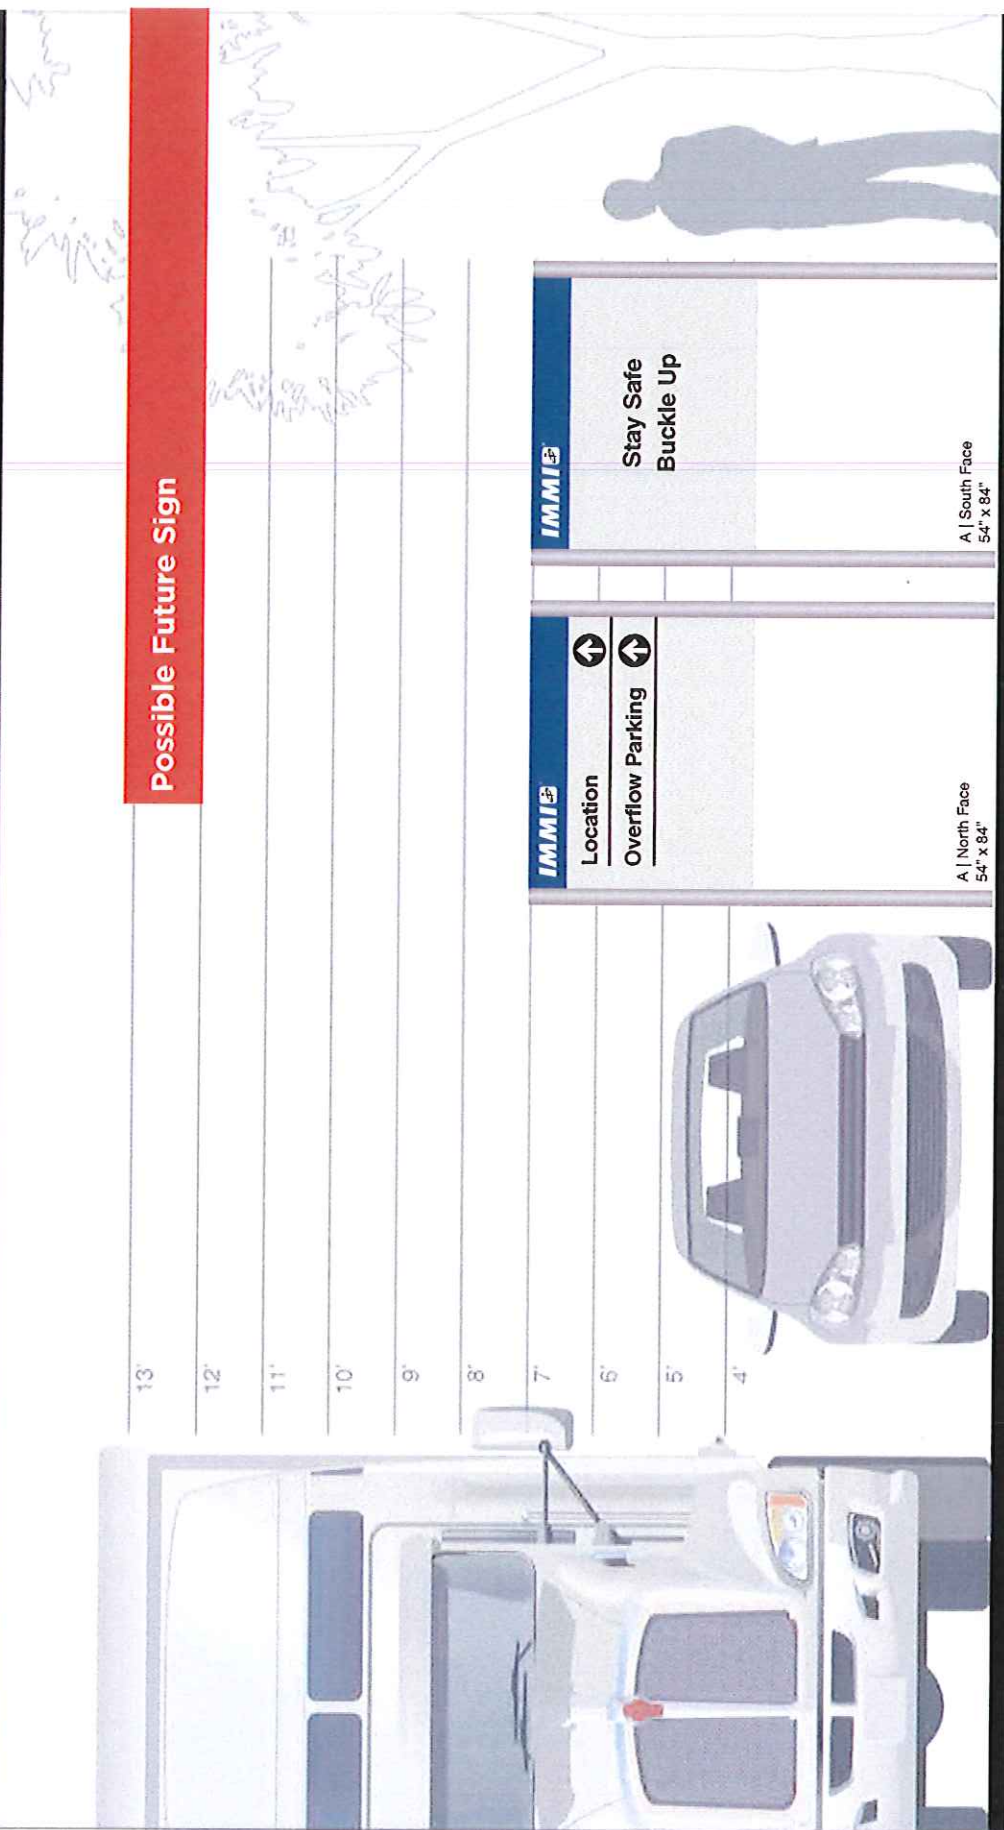 Possible Future Sign
13'
12'
11'
10'
9'
8'
7'
6'
5'
4'
IMMI
Location
Overflow Parking
A | North Face
54" x 84"
IMMI
Stay Safe
Buckle Up
A | South Face
54" x 84"